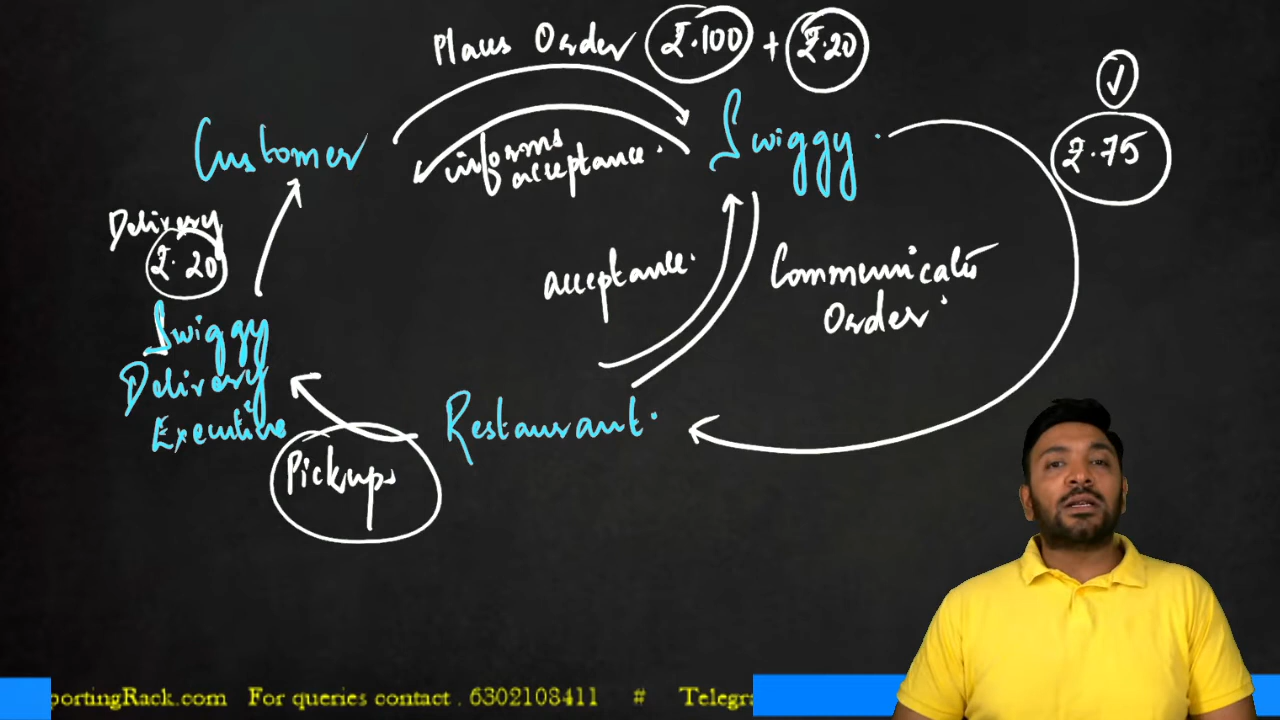 Places Order ₹.100 + ₹.20
✓
₹.75
Customer
informs
acceptance.
Swiggy.
Delivery
₹.20
acceptance.
Communicate
Order.
Swiggy
Delivery
Executive
Restaurant.
Pickups
portingRack.com For queries contact . 6302108411 # Telegra